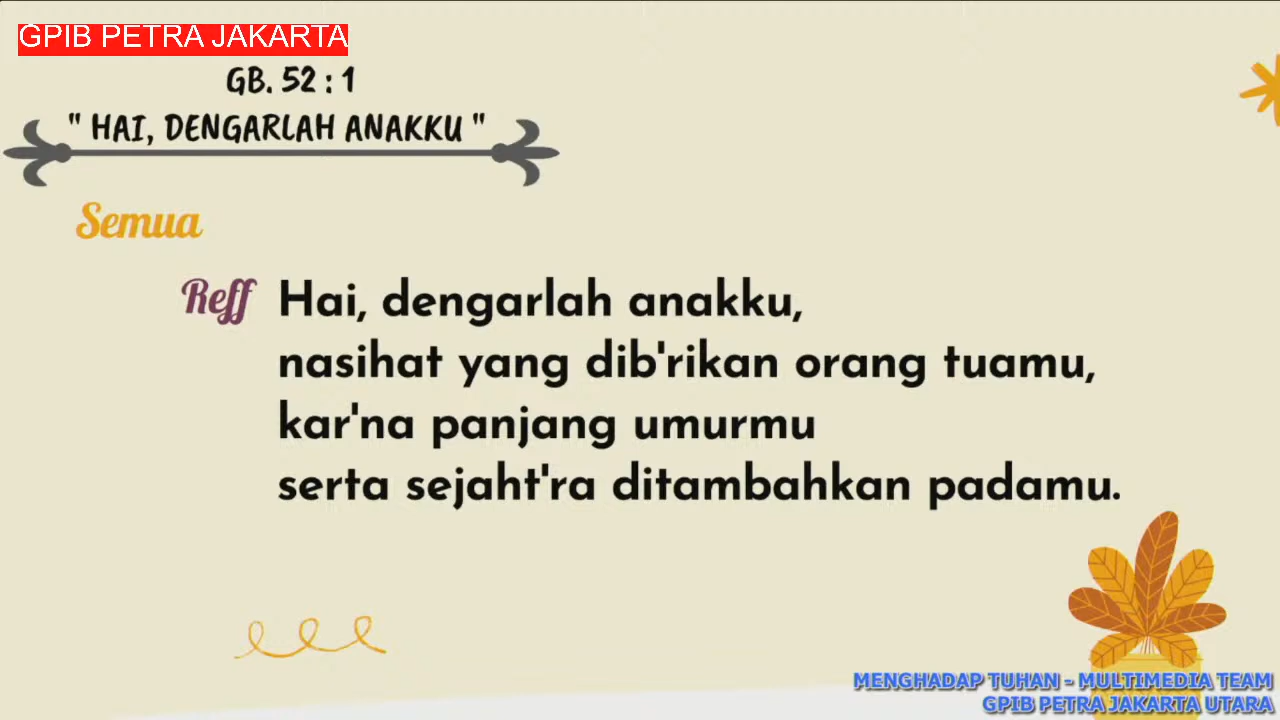 GPIB PETRA JAKARTA
GB. 52 : 1
" HAI, DENGARLAH ANAKKU "
Semua
Reff Hai, dengarlah anakku,
nasihat yang dib'rikan orang tuamu,
kar'na panjang umurmu
serta sejaht'ra ditambahkan padamu.
MENGHADAP TUHAN - MULTIMEDIA TEAM
GPIB PETRA JAKARTA UTARA